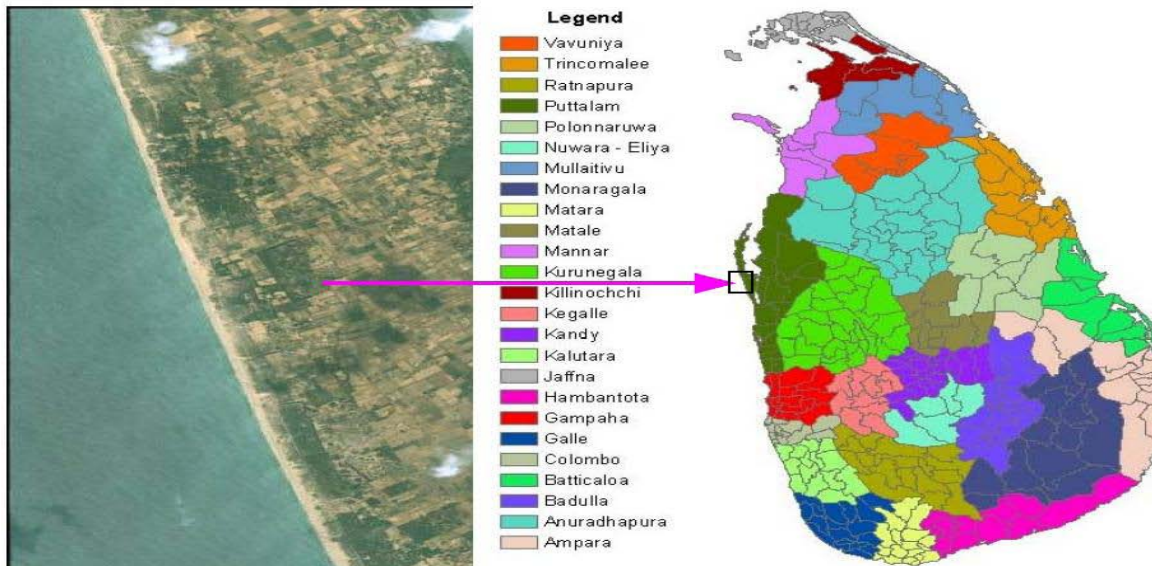 Legend
Vavuniya
Trincomalee
Ratnapura
Puttalam
Polonnaruwa
Nuwara - Eliya
Mullaitivu
Monaragala
Matara
Matale
Mannar
Kurunegala
Killinochchi
Kegalle
Kandy
Kalutara
Jaffna
Hambantota
Gampaha
Galle
Colombo
Batticaloa
Badulla
Anuradhapura
Ampara